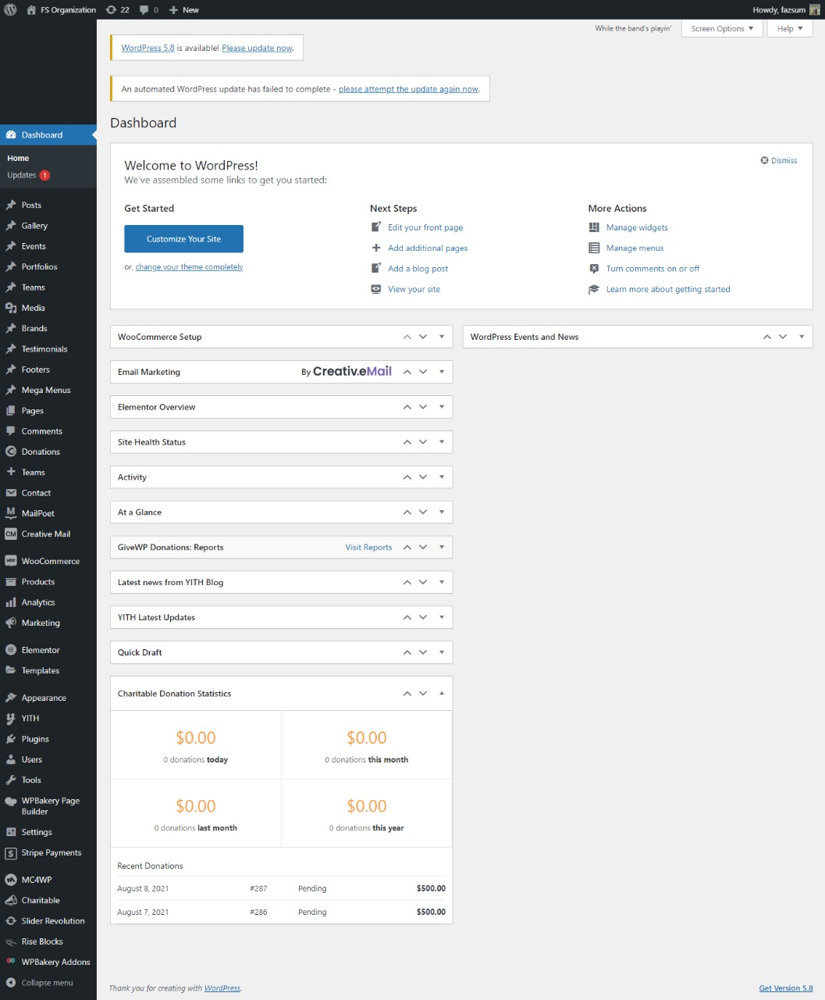 FS Organization 22 0 New Howdy, fazsum
While the band's playin'
Screen Options
Help
WordPress 5.8 is available! Please update now.
An automated WordPress update has failed to complete - please attempt the update again now.
Dashboard
Home
Updates 1
Posts
Gallery
Events
Portfolios
Teams
Media
Brands
Testimonials
Footers
Mega Menus
Pages
Comments
Donations
Teams
Contact
MailPoet
Creative Mail
WooCommerce
Products
Analytics
Marketing
Elementor
Templates
Appearance
YITH
Plugins
Users
Tools
WPBakery Page
Builder
Settings
Stripe Payments
MC4WP
Charitable
Slider Revolution
Rise Blocks
WPBakery Addons
Collapse menu
Dashboard
Welcome to WordPress!
Dismiss
We've assembled some links to get you started:
Get Started
Customize Your Site
or, change your theme completely
Next Steps
Edit your front page
Add additional pages
Add a blog post
View your site
More Actions
Manage widgets
Manage menus
Turn comments on or off
Learn more about getting started
WooCommerce Setup
WordPress Events and News
Email Marketing By Creativ.eMail
Elementor Overview
Site Health Status
Activity
At a Glance
GiveWP Donations: Reports Visit Reports
Latest news from YITH Blog
YITH Latest Updates
Quick Draft
Charitable Donation Statistics
$0.00
0 donations today
$0.00
0 donations this month
$0.00
0 donations last month
$0.00
0 donations this year
Recent Donations
August 8, 2021 #287 Pending $500.00
August 7, 2021 #286 Pending $500.00
Thank you for creating with WordPress.
Get Version 5.8